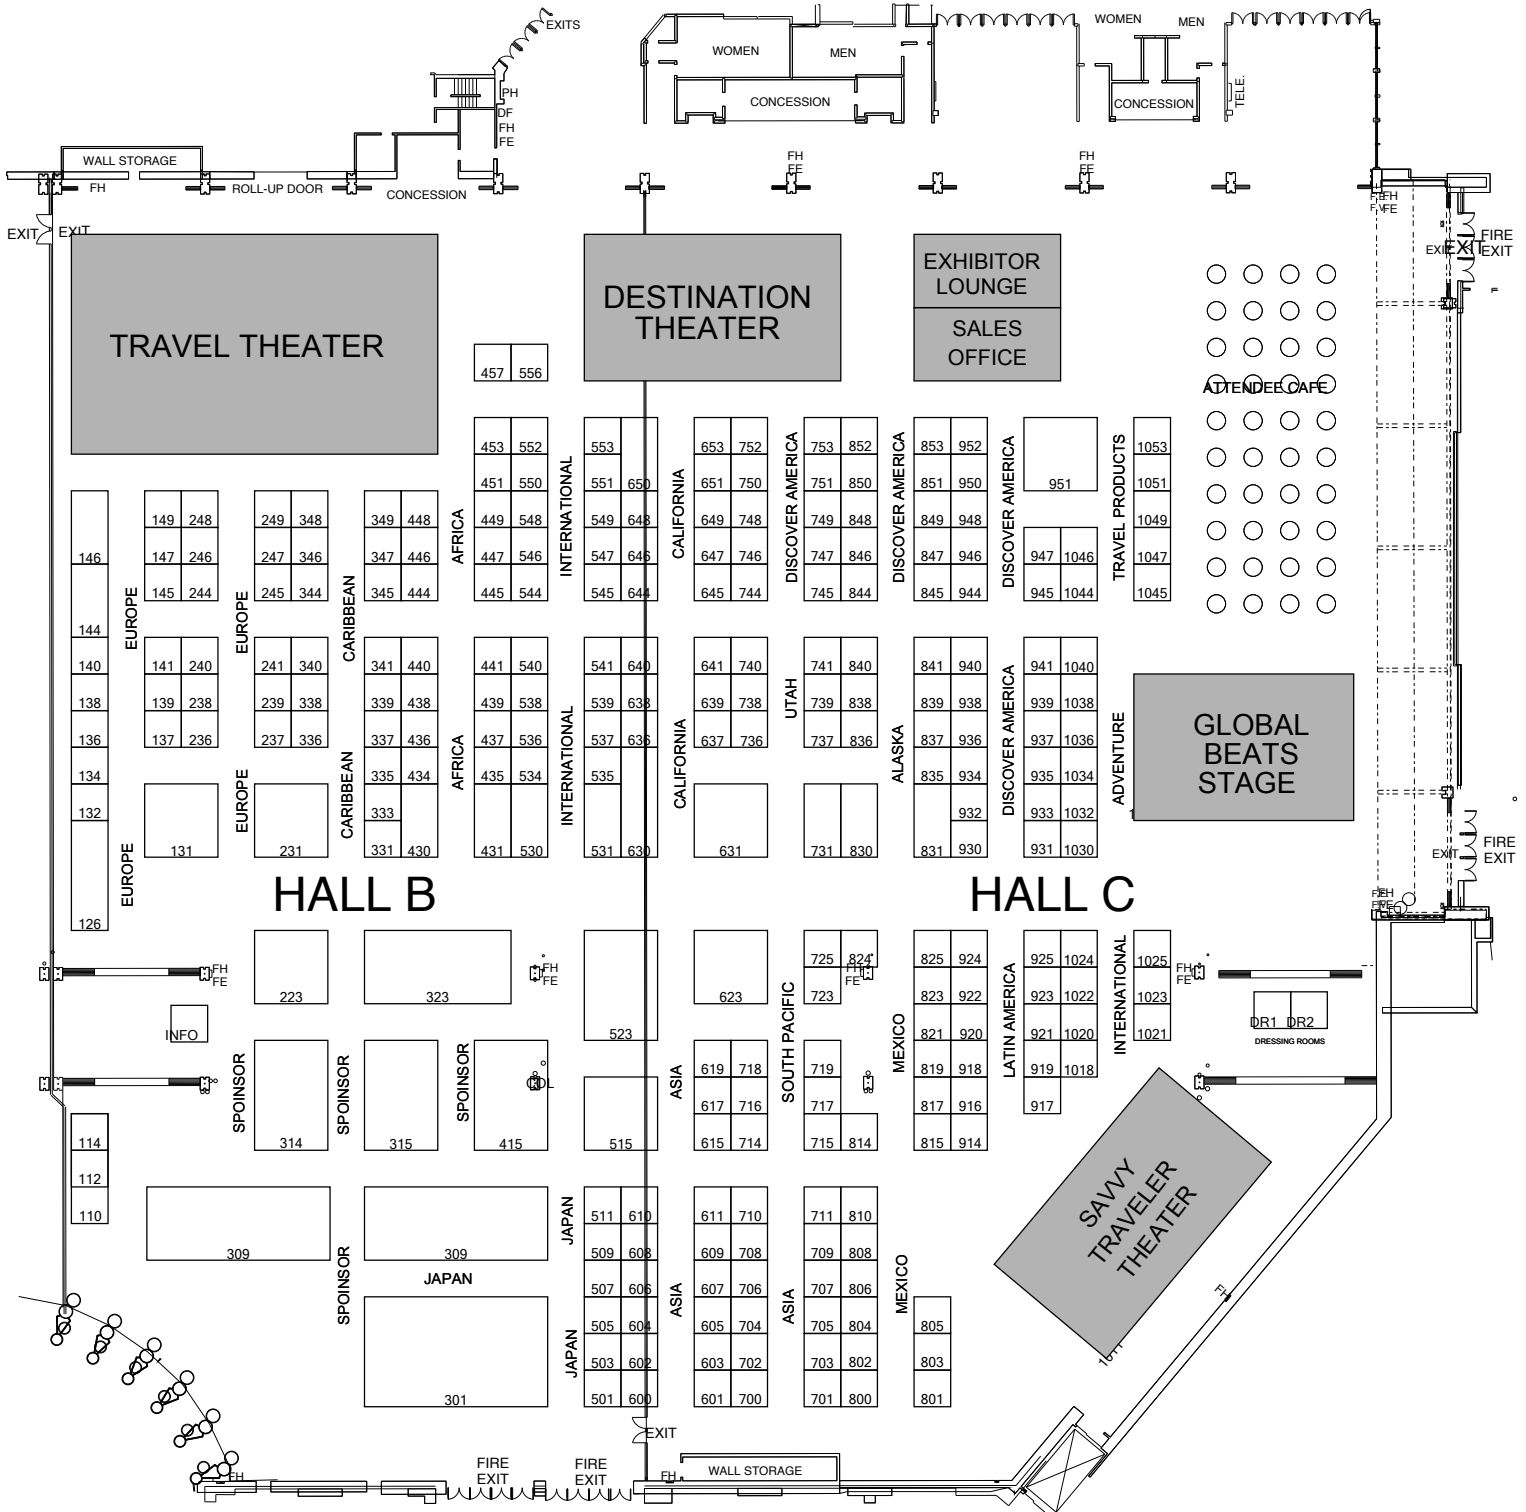 EXITS
WOMEN
MEN
WOMEN
MEN
CONCESSION
CONCESSION
TELE.
PH
DF
FH
FE
WALL STORAGE
FH
ROLL-UP DOOR
CONCESSION
FH
FE
FH
FE
FH
FE
EXIT
EXIT
FIRE
EXIT
EXIT
EXIT
TRAVEL THEATER
DESTINATION
THEATER
EXHIBITOR
LOUNGE
SALES
OFFICE
ATTENDEE CAFE
457 556
453 552 553 653 752 753 852 853 952 1053
451 550 551 650 651 750 751 850 851 950 951 1051
149 248 249 348 349 448 449 548 549 648 649 748 749 848 849 948 1049
146 147 246 247 346 347 446 447 546 547 646 647 746 747 846 847 946 947 1046 1047
145 244 245 344 345 444 445 544 545 644 645 744 745 844 845 944 945 1044 1045
EUROPE
EUROPE
CARIBBEAN
AFRICA
INTERNATIONAL
CALIFORNIA
DISCOVER AMERICA
DISCOVER AMERICA
DISCOVER AMERICA
TRAVEL PRODUCTS
144
140 141 240 241 340 341 440 441 540 541 640 641 740 741 840 841 940 941 1040
138 139 238 239 338 339 438 439 538 539 638 639 738 739 838 839 938 939 1038
136 137 236 237 336 337 436 437 536 537 636 637 736 737 836 837 936 937 1036
134 335 434 435 534 535 835 934 935 1034
132 333 932 933 1032
131 231 331 430 431 530 531 630 631 731 830 831 930 931 1030
126
EUROPE
EUROPE
CARIBBEAN
AFRICA
INTERNATIONAL
CALIFORNIA
UTAH
ALASKA
DISCOVER AMERICA
ADVENTURE
GLOBAL
BEATS
STAGE
FIRE
EXIT
EXIT
HALL B
HALL C
FH
FE
FH
FE
FH
FE
FH
FE
725 824 825 924 925 1024 1025
223 323 623 723 823 922 923 1022 1023
INFO
523 821 920 921 1020 1021
DR1 DR2
DRESSING ROOMS
619 718 719 819 918 919 1018
617 716 717 817 916 917
114 314 315 415 515 615 714 715 814 815 914
SPOINSOR
SPOINSOR
SPOINSOR
ASIA
SOUTH PACIFIC
MEXICO
LATIN AMERICA
INTERNATIONAL
COL
112
110 511 610 611 710 711 810
309 309 509 608 609 708 709 808
507 606 607 706 707 806
505 604 605 704 705 804 805
503 602 603 702 703 802 803
301 501 600 601 700 701 800 801
SPOINSOR
JAPAN
JAPAN
JAPAN
ASIA
ASIA
MEXICO
SAVVY
TRAVELER
THEATER
FH
EXIT
FH
FIRE
EXIT
FIRE
EXIT
FH
WALL STORAGE